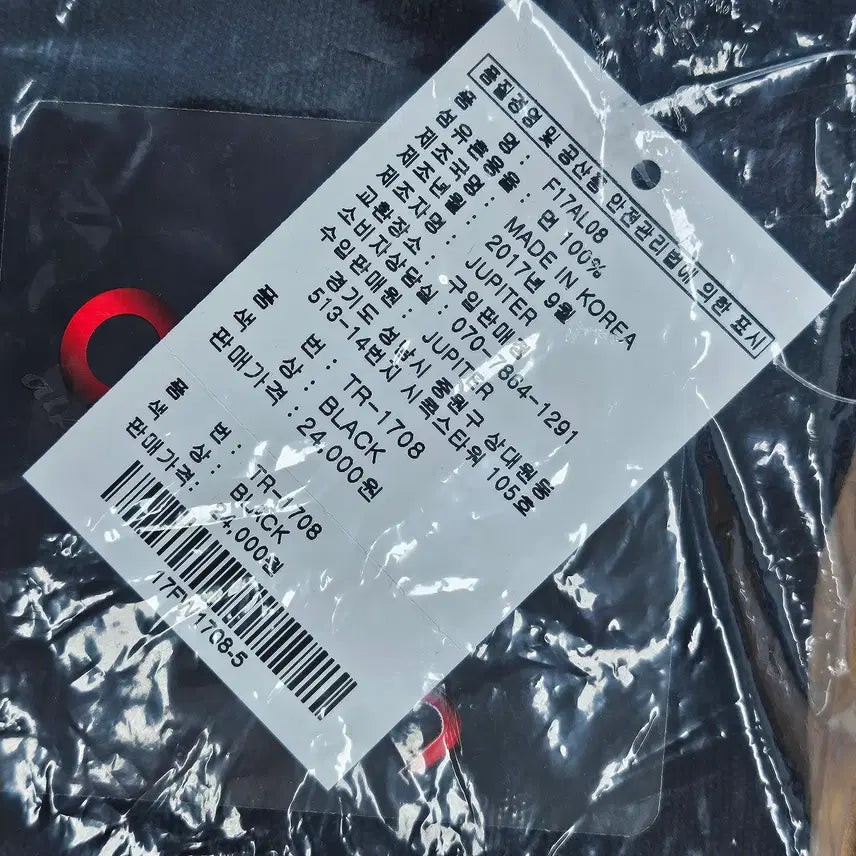 품질경영 및 공산품 안전관리법에 의한 표시
품 명 : F17AL08
섬유혼용율 : 면 100%
제조국명 : MADE IN KOREA
제조년월 : 2017년 9월
제조자명 : JUPITER
교환장소 : 구입판매점
소비자상담실 : 070-7864-1291
수입판매원 : JUPITER
경기도 성남시 중원구 상대원동
513-14번지 시콕스타워 105호
품 번 : TR-1708
색 상 : BLACK
판매가격 : 24,000원
품 번 : TR-1708
색 상 : BLACK
판매가격 : 24,000원